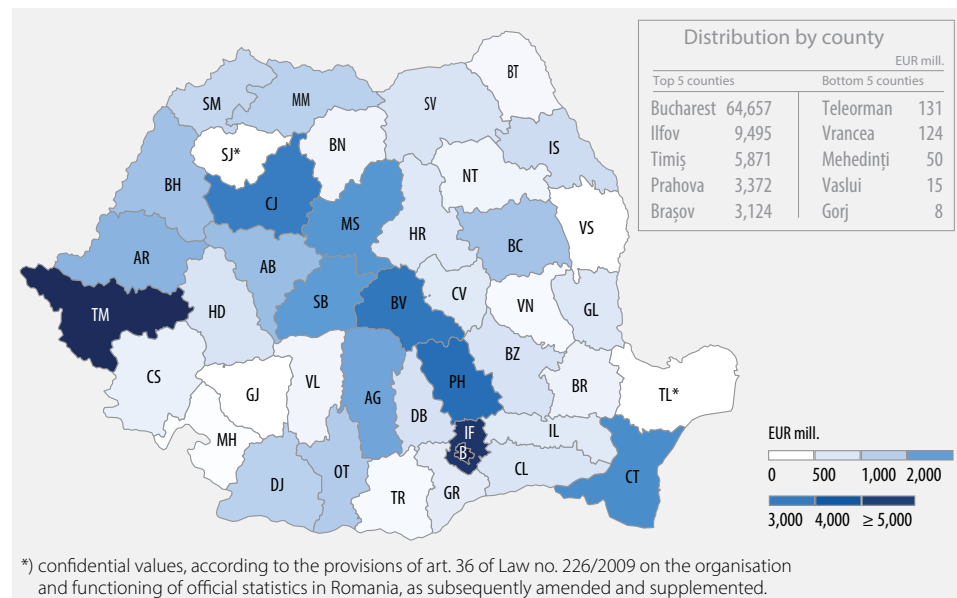 Distribution by county
EUR mill.
Top 5 counties Bottom 5 counties
Bucharest 64,657 Teleorman 131
Ilfov 9,495 Vrancea 124
Timiș 5,871 Mehedinți 50
Prahova 3,372 Vaslui 15
Brașov 3,124 Gorj 8
BT
SM
MM
SV
SJ*
BN
IS
BH
NT
CJ
MS
HR
BC
VS
AR
AB
SB
BV
CV
VN
GL
TM
HD
CS
GJ
VL
AG
DB
PH
BZ
BR
TL*
MH
IF
B
IL
DJ
OT
TR
GR
CL
CT
EUR mill.
0 500 1,000 2,000
3,000 4,000 ≥ 5,000
*) confidential values, according to the provisions of art. 36 of Law no. 226/2009 on the organisation
and functioning of official statistics in Romania, as subsequently amended and supplemented.